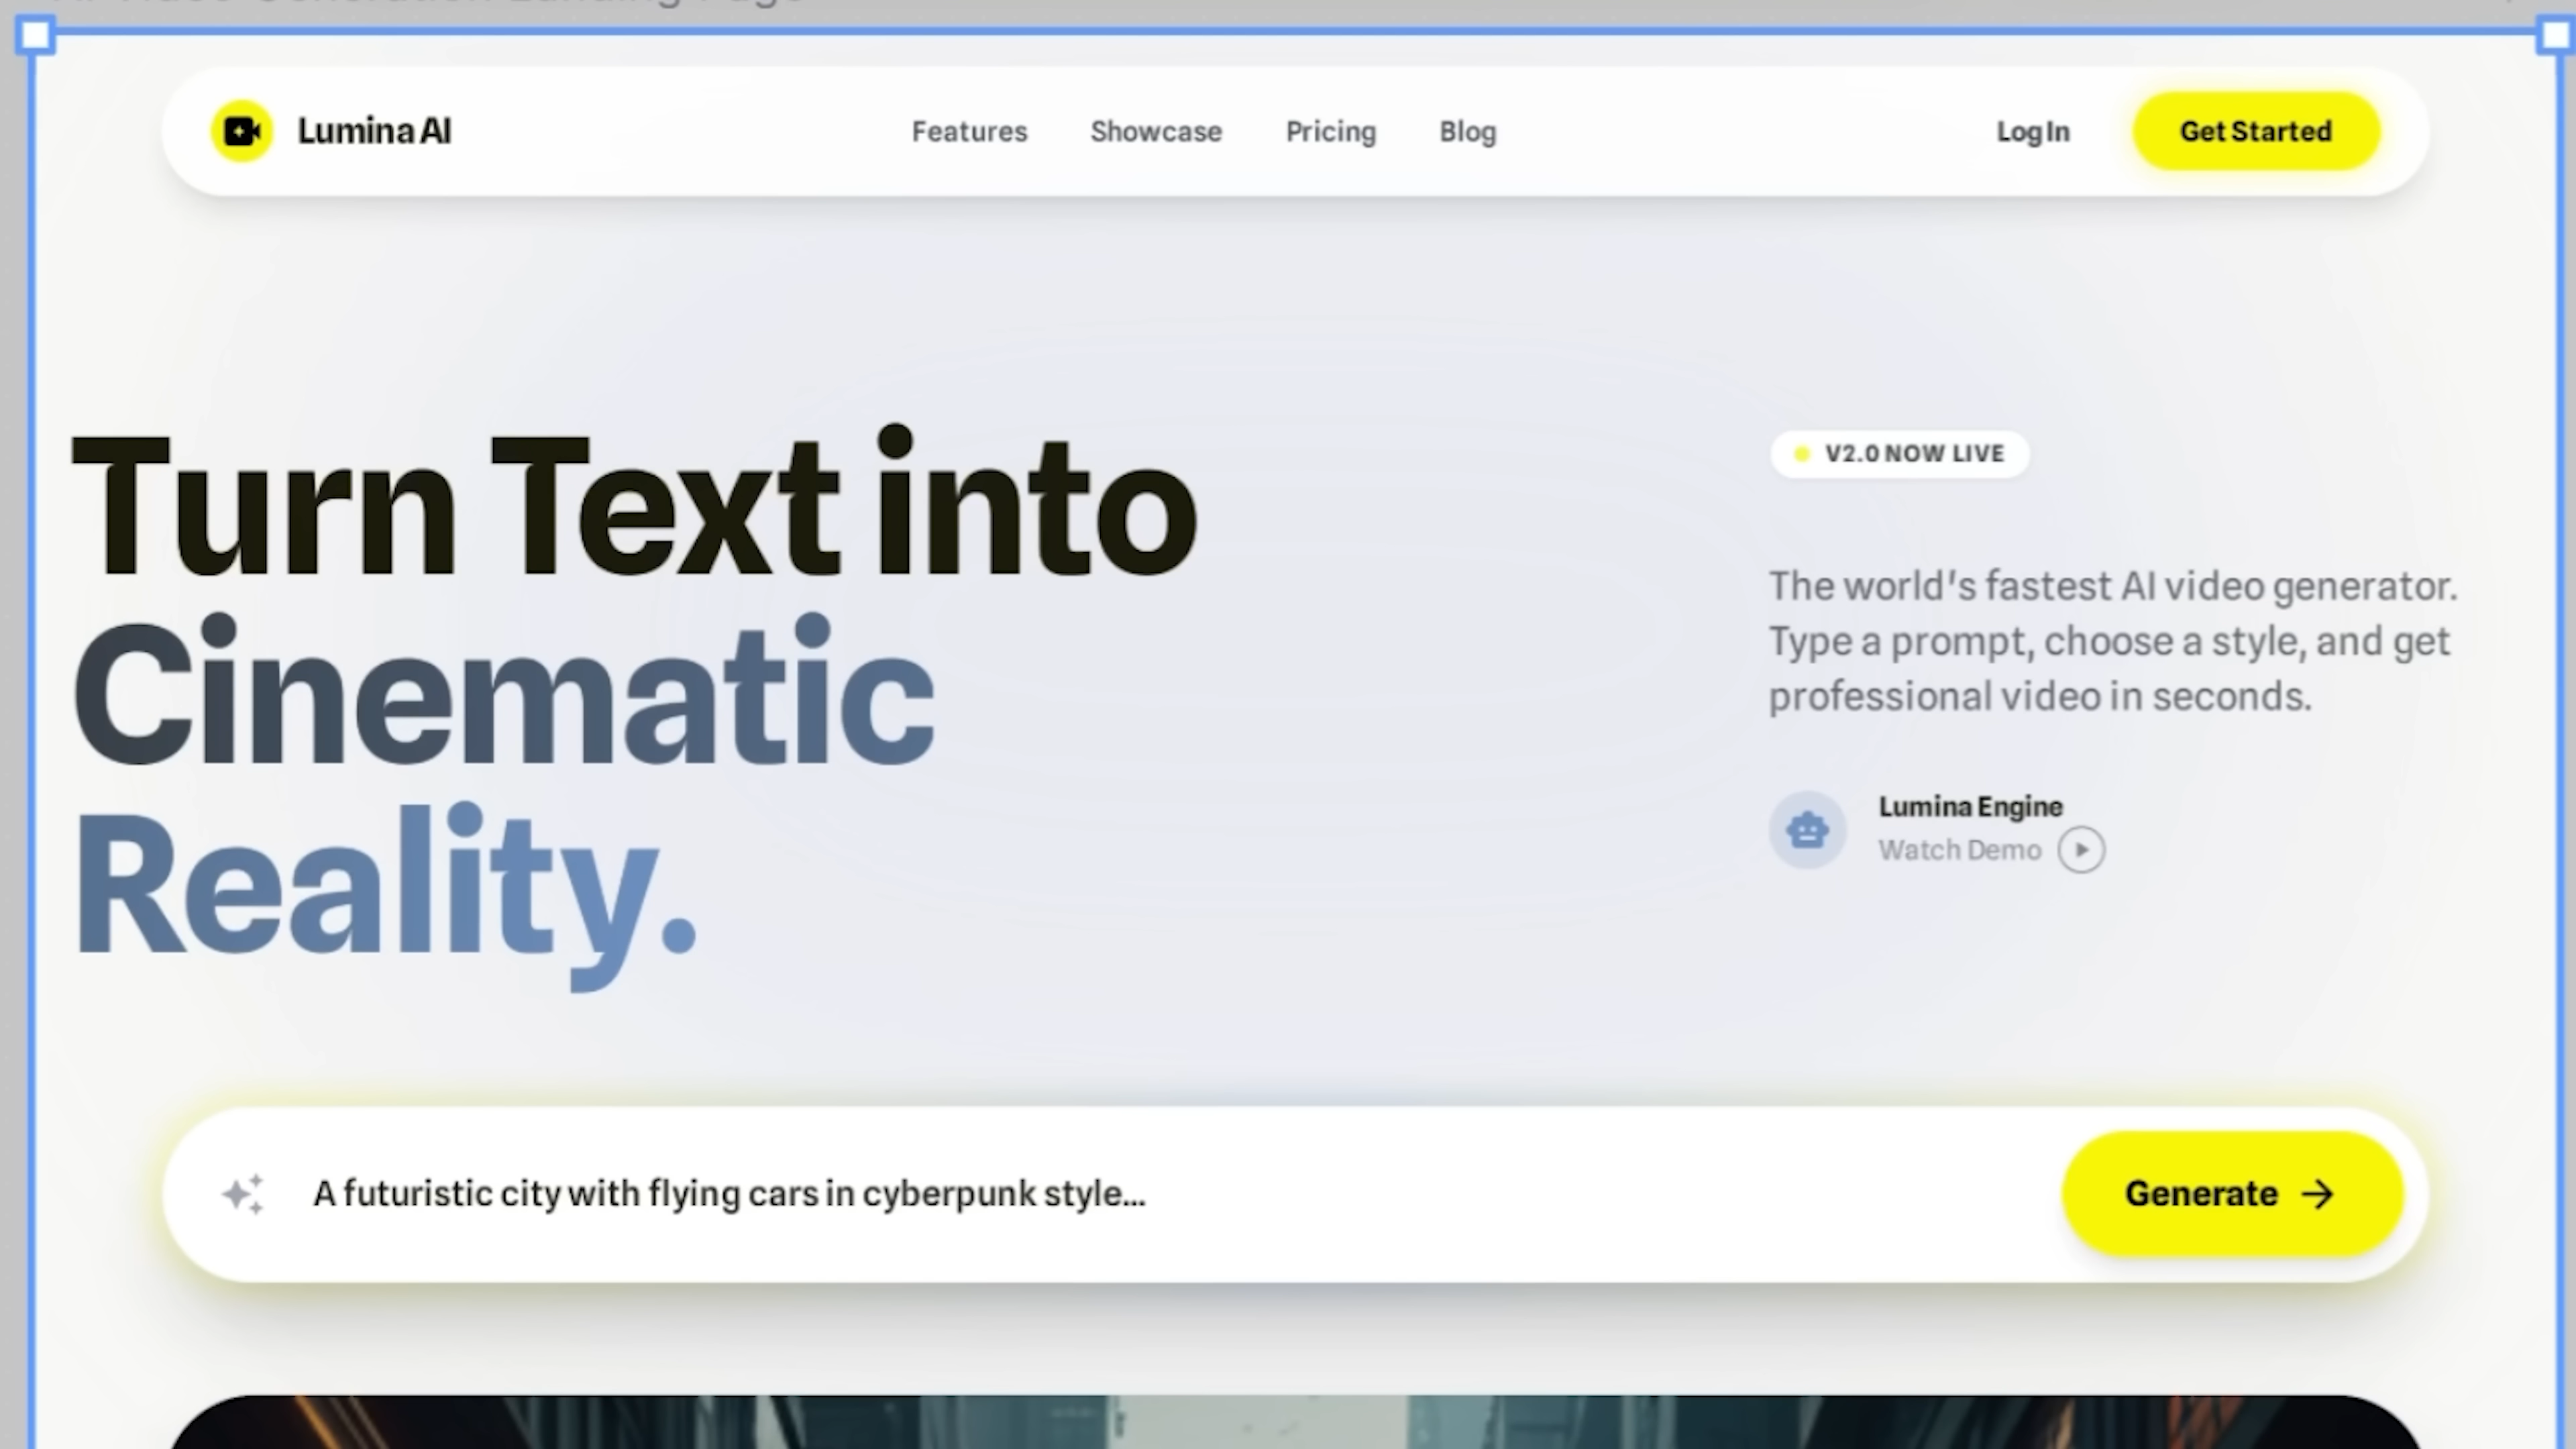 Lumina AI
Features Showcase Pricing Blog
Log In
Get Started
Turn Text into
Cinematic
Reality.
V2.0 NOW LIVE
The world's fastest AI video generator.
Type a prompt, choose a style, and get
professional video in seconds.
Lumina Engine
Watch Demo
A futuristic city with flying cars in cyberpunk style...
Generate